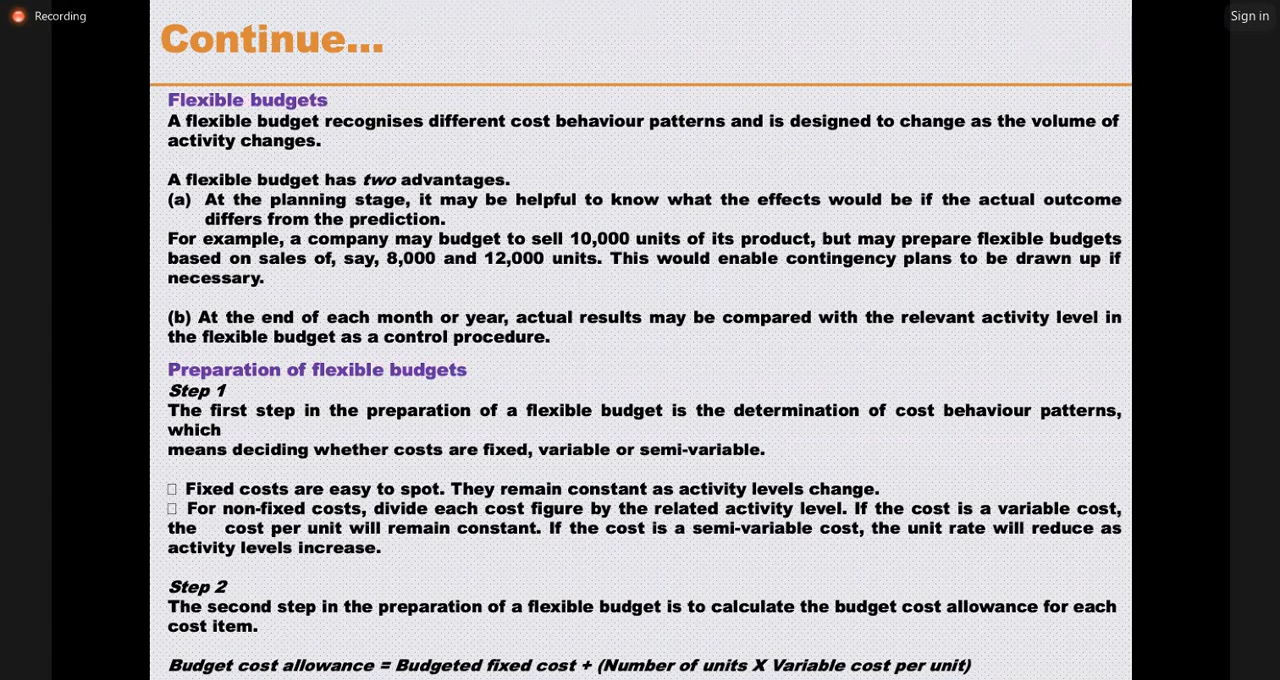 Recording
Sign in
Continue...
Flexible budgets
A flexible budget recognises different cost behaviour patterns and is designed to change as the volume of
activity changes.
A flexible budget has two advantages.
(a) At the planning stage, it may be helpful to know what the effects would be if the actual outcome
differs from the prediction.
For example, a company may budget to sell 10,000 units of its product, but may prepare flexible budgets
based on sales of, say, 8,000 and 12,000 units. This would enable contingency plans to be drawn up if
necessary.
(b) At the end of each month or year, actual results may be compared with the relevant activity level in
the flexible budget as a control procedure.
Preparation of flexible budgets
Step 1
The first step in the preparation of a flexible budget is the determination of cost behaviour patterns,
which
means deciding whether costs are fixed, variable or semi-variable.
Fixed costs are easy to spot. They remain constant as activity levels change.
For non-fixed costs, divide each cost figure by the related activity level. If the cost is a variable cost,
the cost per unit will remain constant. If the cost is a semi-variable cost, the unit rate will reduce as
activity levels increase.
Step 2
The second step in the preparation of a flexible budget is to calculate the budget cost allowance for each
cost item.
Budget cost allowance = Budgeted fixed cost + (Number of units X Variable cost per unit)